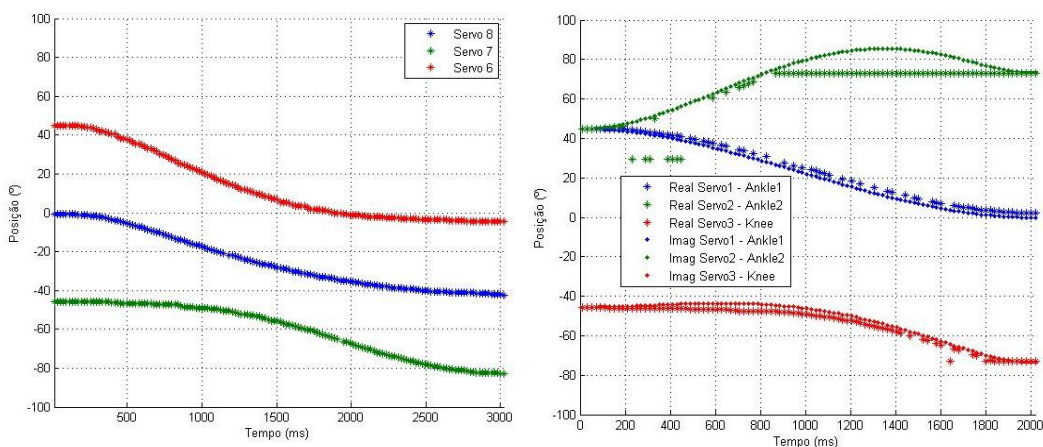 100
80
60
40
20
0
-20
-40
-60
-80
-100
Posição (º)
Servo 8
Servo 7
Servo 6
500 1000 1500 2000 2500 3000
Tempo (ms)
100
80
60
40
20
0
-20
-40
-60
-80
-100
Posição (º)
Real Servo1 - Ankle1
Real Servo2 - Ankle2
Real Servo3 - Knee
Imag Servo1 - Ankle1
Imag Servo2 - Ankle2
Imag Servo3 - Knee
0 200 400 600 800 1000 1200 1400 1600 1800 2000
Tempo (ms)